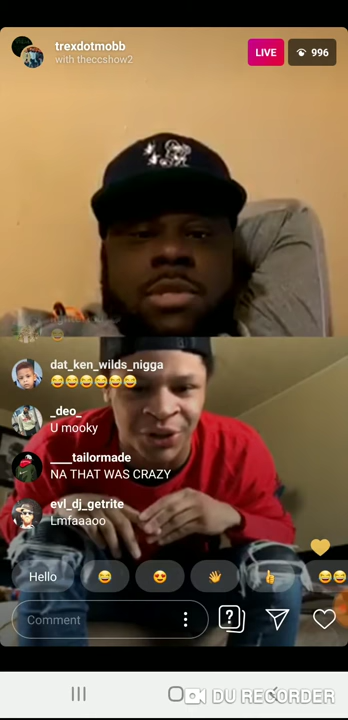 trexdotmobb
with theccshow2
LIVE
996
dat_ken_wilds_nigga
😂😂😂😂😂😂
_deo_
U mooky
____tailormade
NA THAT WAS CRAZY
evl_dj_getrite
Lmfaaaoo
Hello
Comment
DU RECORDER